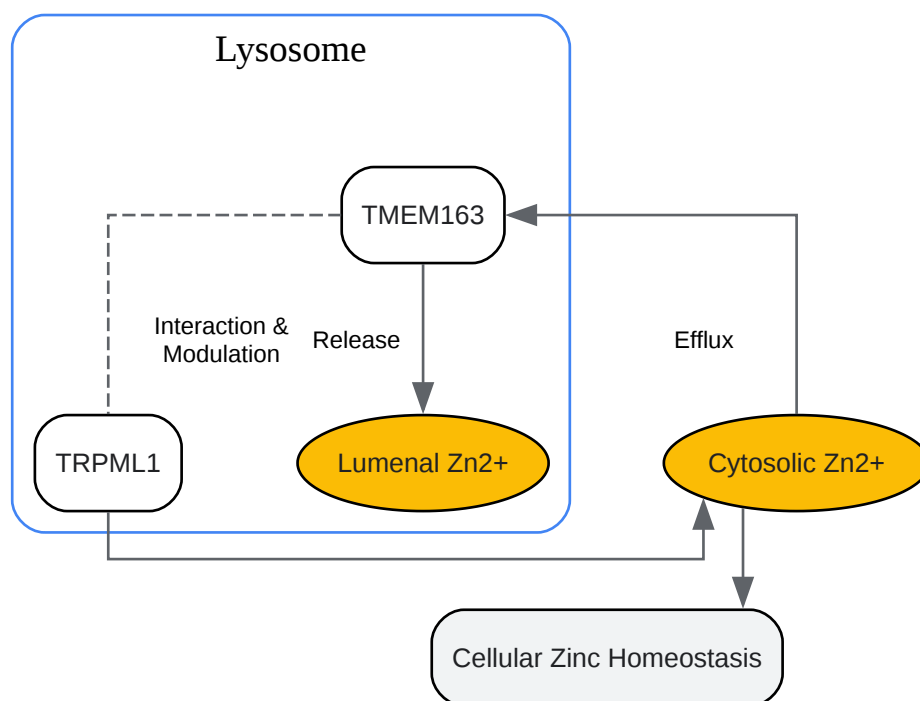 Lysosome
TMEM163
Interaction &
Modulation
Release
Efflux
TRPML1
Lumenal Zn2+
Cytosolic Zn2+
Cellular Zinc Homeostasis